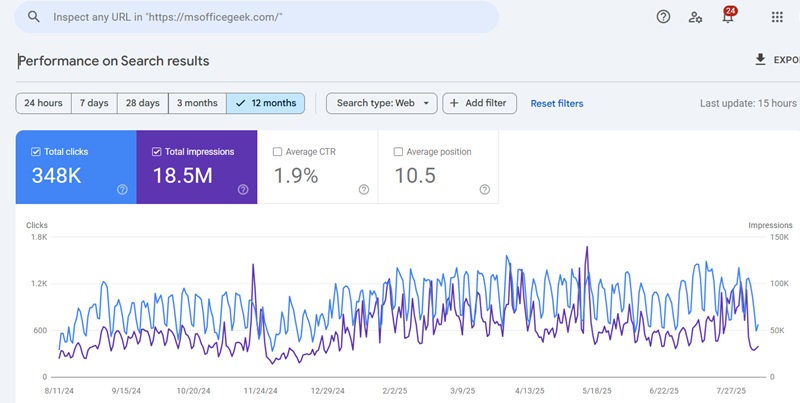 Inspect any URL in "https://msofficegeek.com/"
24
Performance on Search results
EXPO
24 hours
7 days
28 days
3 months
12 months
Search type: Web
Add filter
Reset filters
Last update: 15 hours
Total clicks
348K
Total impressions
18.5M
Average CTR
1.9%
Average position
10.5
Clicks
Impressions
1.8K
150K
1.2K
100K
600
50K
0
0
8/11/24
9/15/24
10/20/24
11/24/24
12/29/24
2/2/25
3/9/25
4/13/25
5/18/25
6/22/25
7/27/25